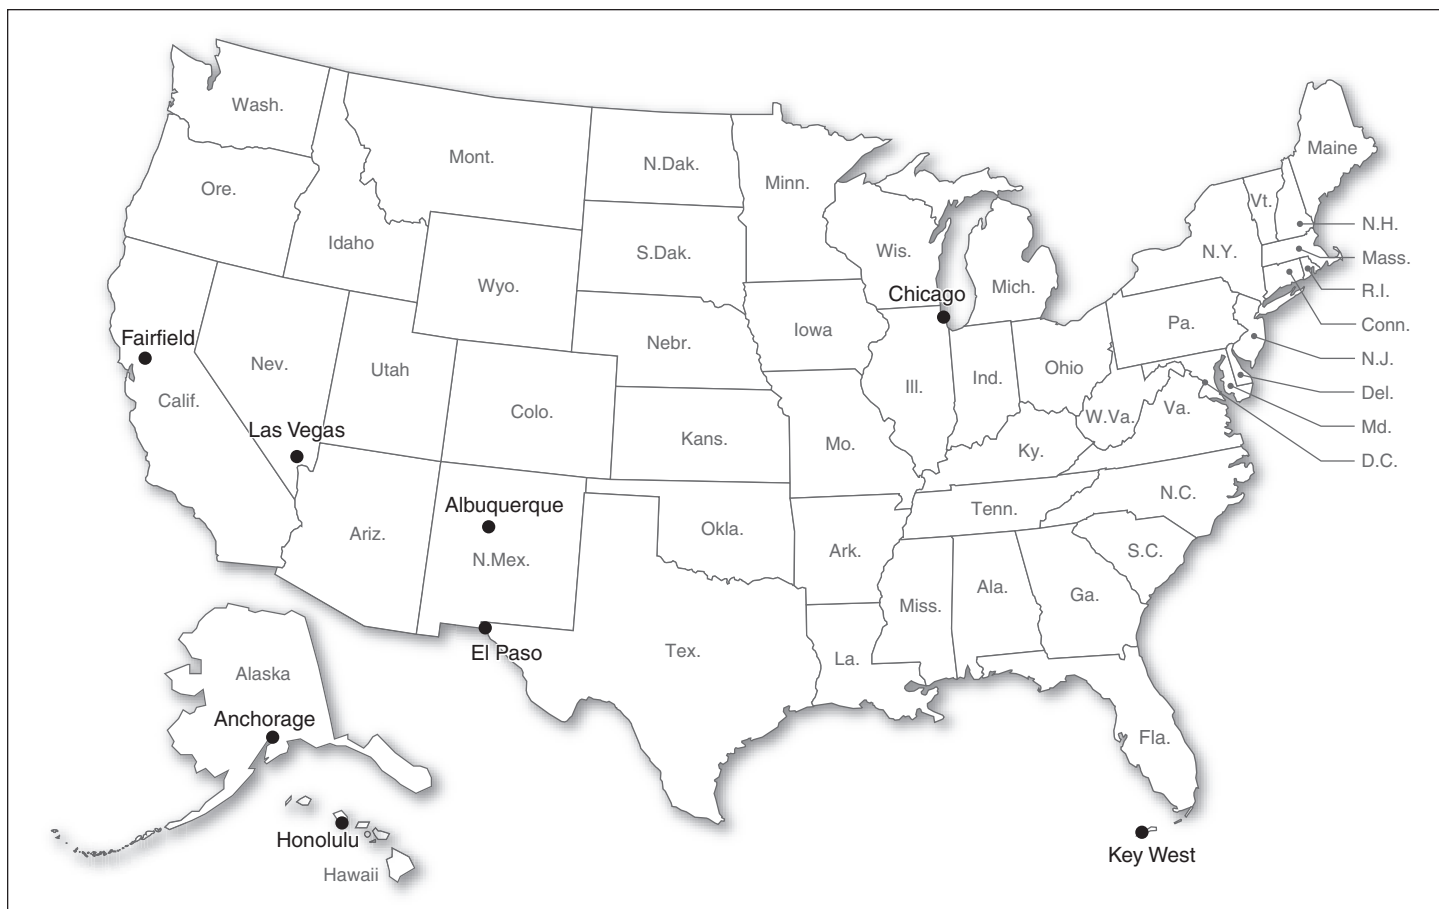 Wash.
Maine
Mont.
N.Dak.
Minn.
Ore.
Vt.
N.H.
Idaho
S.Dak.
Wis.
N.Y.
Mass.
Wyo.
Mich.
R.I.
Chicago
Conn.
Fairfield
Iowa
Pa.
Nebr.
N.J.
Nev.
Utah
Ohio
Ill.
Ind.
Del.
Calif.
Colo.
W.Va.
Va.
Md.
Las Vegas
Kans.
Mo.
Ky.
D.C.
N.C.
Albuquerque
Tenn.
Ariz.
Okla.
Ark.
S.C.
N.Mex.
Miss.
Ala.
Ga.
El Paso
Tex.
La.
Alaska
Anchorage
Fla.
Honolulu
Key West
Hawaii